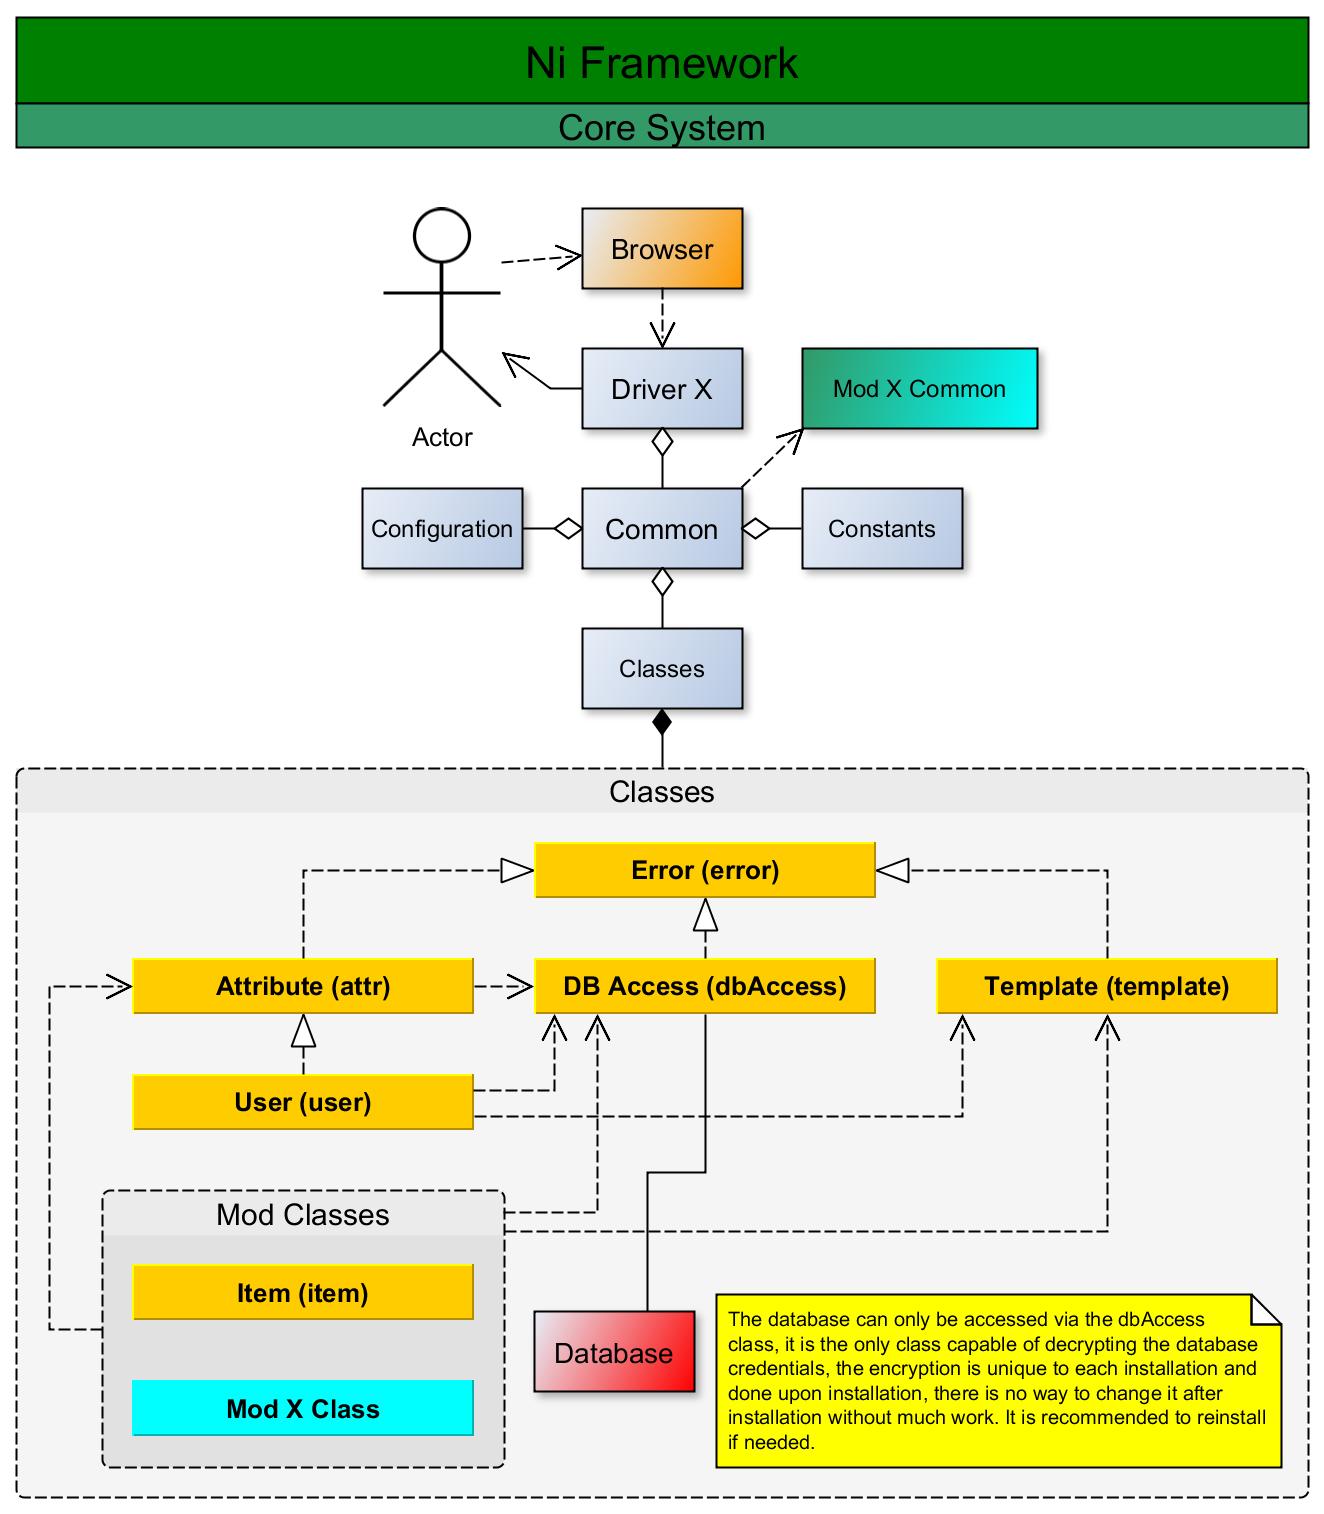 Ni Framework
Core System
Browser
Driver X
Mod X Common
Actor
Configuration
Common
Constants
Classes
Classes
Error (error)
Attribute (attr)
DB Access (dbAccess)
Template (template)
User (user)
Mod Classes
Item (item)
Mod X Class
Database
The database can only be accessed via the dbAccess
class, it is the only class capable of decrypting the database
credentials, the encryption is unique to each installation and
done upon installation, there is no way to change it after
installation without much work. It is recommended to reinstall
if needed.